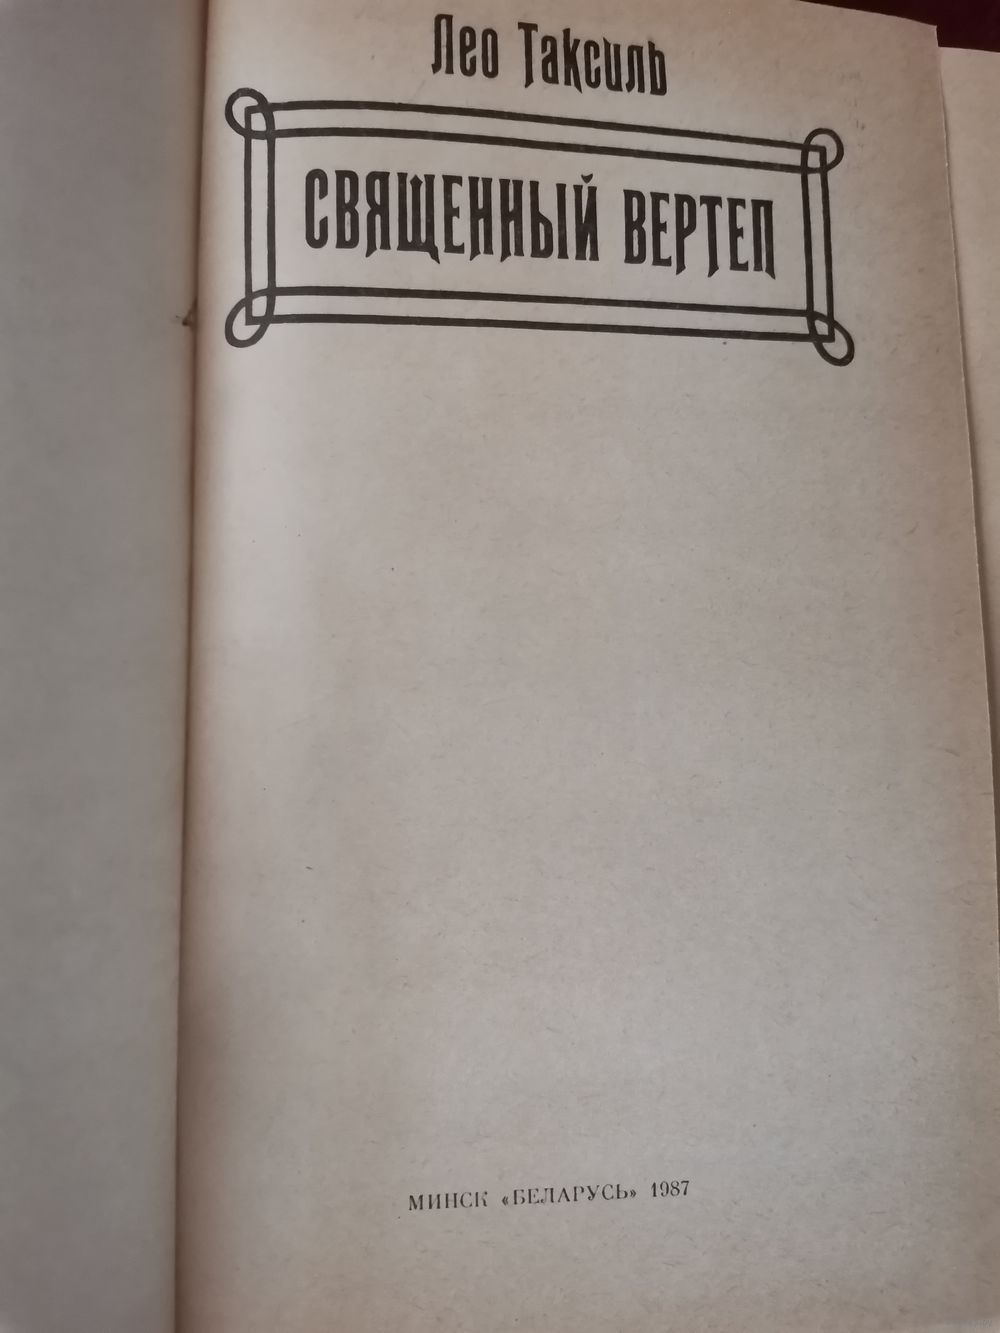 Лео Таксиль
СВЯЩЕННЫЙ ВЕРТЕП
МИНСК «БЕЛАРУСЬ» 1987